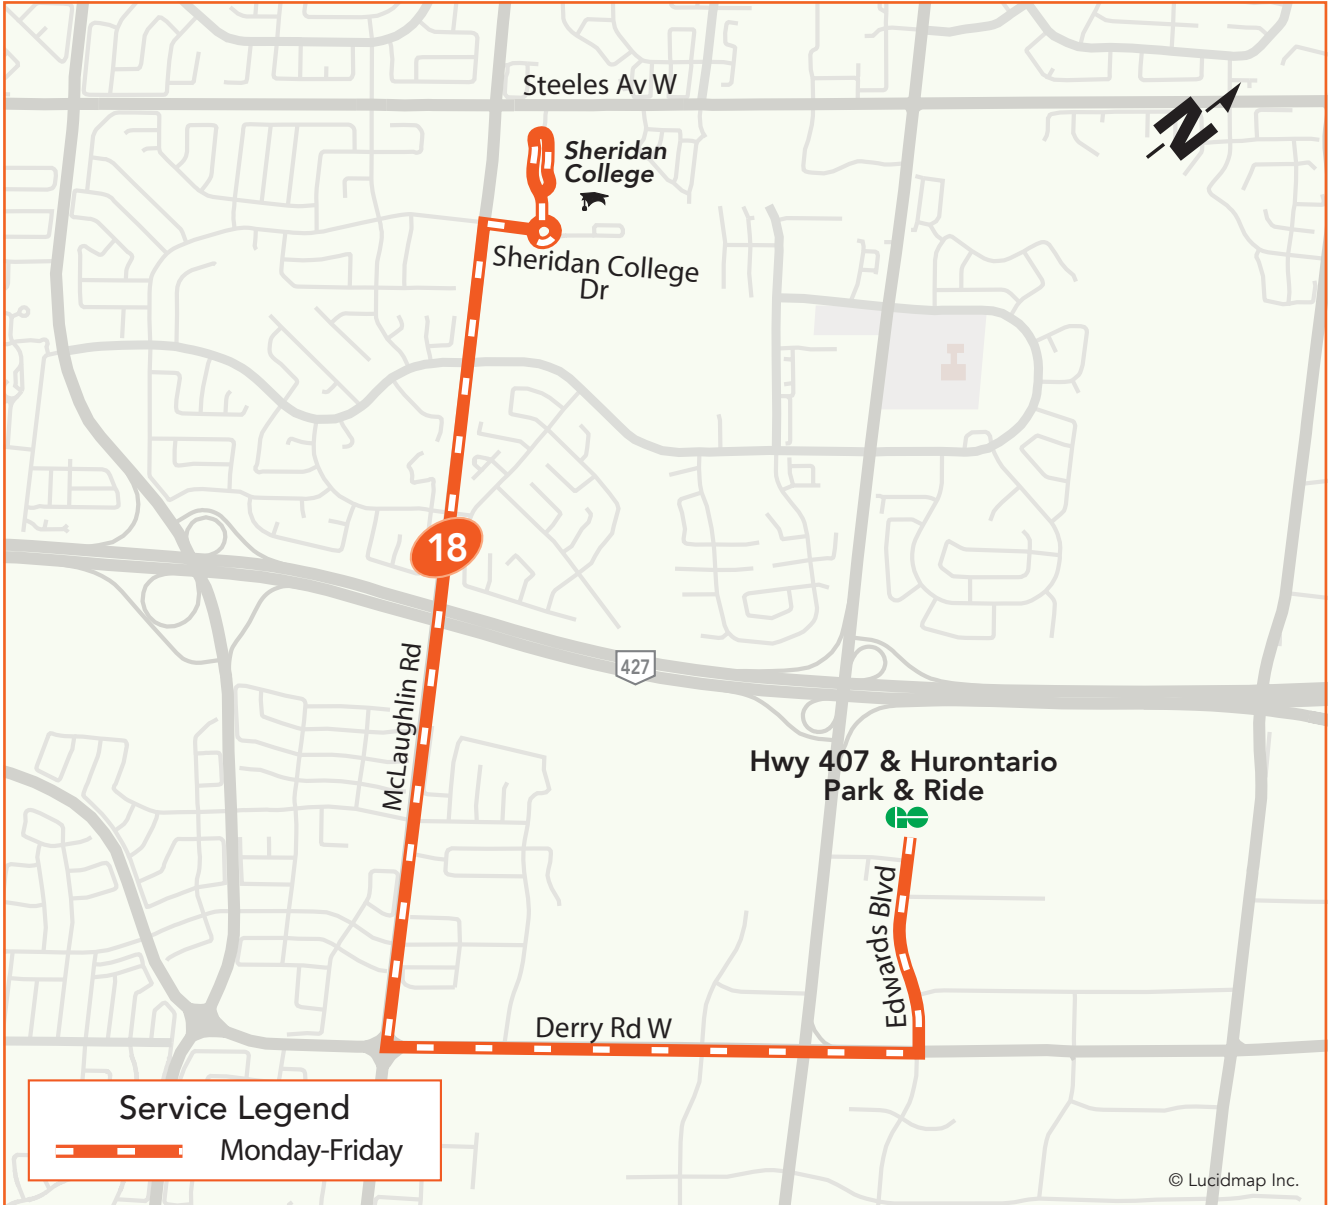 Steeles Av W
N
Sheridan
College
Sheridan College
Dr
18
427
McLaughlin Rd
Hwy 407 & Hurontario
Park & Ride
GO
Edwards Blvd
Derry Rd W
Service Legend
Monday-Friday
© Lucidmap Inc.